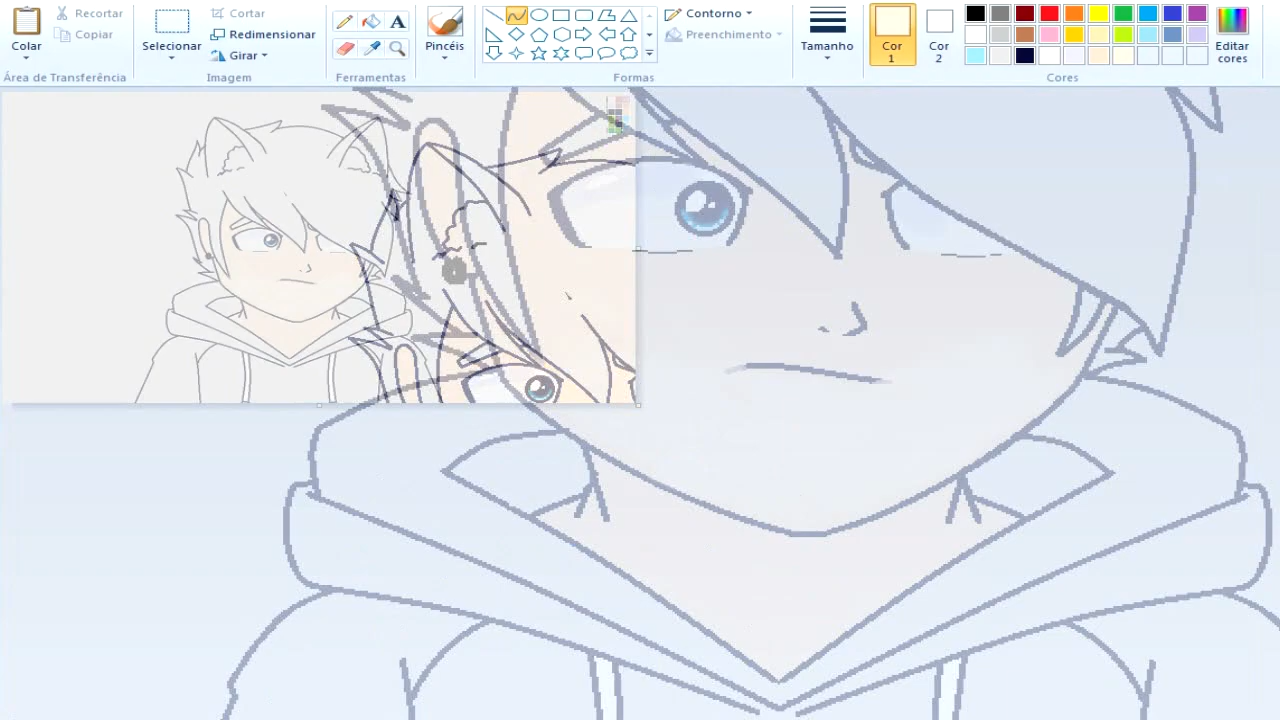 Colar
Recortar
Copiar
Área de Transferência
Selecionar
Cortar
Redimensionar
Girar
Imagem
A
Ferramentas
Pincéis
Contorno
Preenchimento
Formas
Tamanho
Cor
1
Cor
2
Editar
cores
Cores